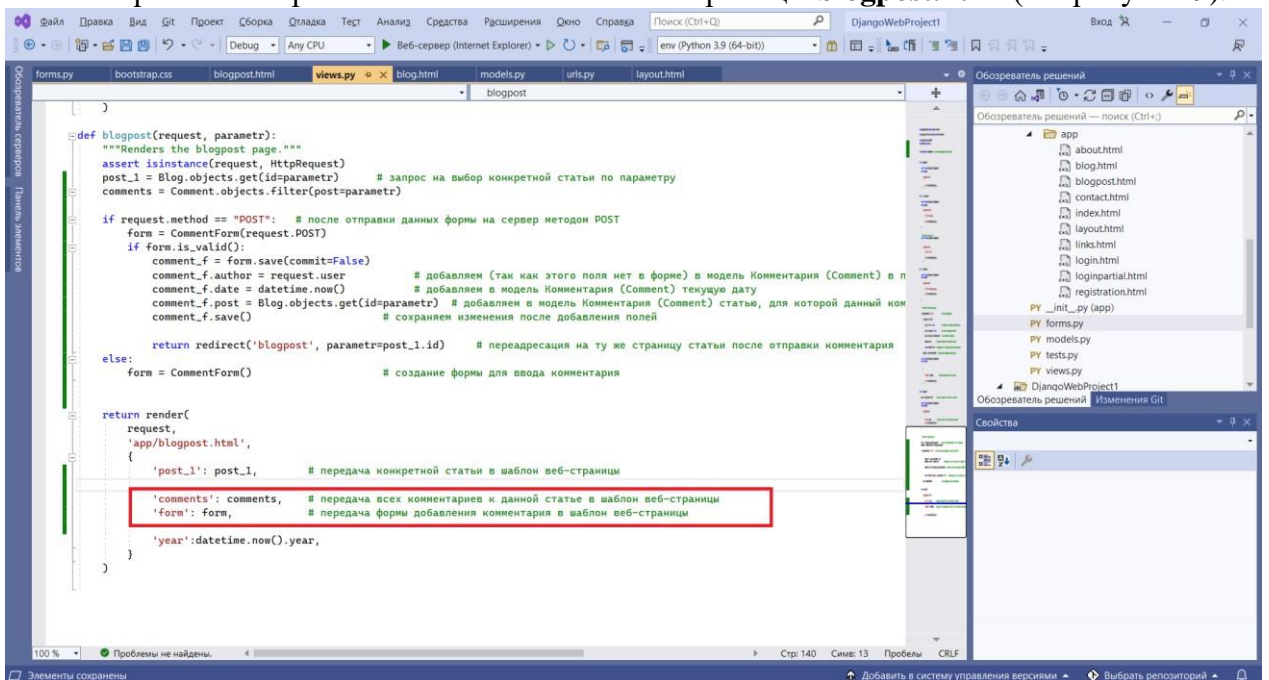 blogpost
Файл Правка Вид Git Проект Сборка Отладка Тест Анализ Средства Расширения Окно Справка Поиск (Ctrl+Q) DjangoWebProject1 Вход
Debug Any CPU Веб-сервер (Internet Explorer) env (Python 3.9 (64-bit))
forms.py bootstrap.css blogpost.html views.py blog.html models.py urls.py layout.html
blogpost
)
def blogpost(request, parametr):
"""Renders the blogpost page."""
assert isinstance(request, HttpRequest)
post_1 = Blog.objects.get(id=parametr) # запрос на выбор конкретной статьи по параметру
comments = Comment.objects.filter(post=parametr)
if request.method == "POST": # после отправки данных формы на сервер методом POST
form = CommentForm(request.POST)
if form.is_valid():
comment_f = form.save(commit=False)
comment_f.author = request.user # добавляем (так как этого поля нет в форме) в модель Комментария (Comment) в
comment_f.date = datetime.now() # добавляем в модель Комментария (Comment) текущую дату
comment_f.post = Blog.objects.get(id=parametr) # добавляем в модель Комментария (Comment) статью, для которой данный ком
comment_f.save() # сохраняем изменения после добавления полей
return redirect('blogpost', parametr=post_1.id) # переадресация на ту же страницу статьи после отправки комментария
else:
form = CommentForm() # создание формы для ввода комментария
return render(
request,
'app/blogpost.html',
{
'post_1': post_1, # передача конкретной статьи в шаблон веб-страницы
'comments': comments, # передача всех комментариев к данной статье в шаблон веб-страницы
'form': form, # передача формы добавления комментария в шаблон веб-страницы
'year':datetime.now().year,
}
)
100 % Проблемы не найдены. Стр: 140 Симв: 13 Пробелы CRLF
Элементы сохранены Добавить в систему управления версиями Выбрать репозиторий
Обозреватель серверов
Панель элементов
Обозреватель решений
Обозреватель решений — поиск (Ctrl+;)
app
about.html
blog.html
blogpost.html
contact.html
index.html
layout.html
links.html
login.html
loginpartial.html
registration.html
PY __init__.py (app)
PY forms.py
PY models.py
PY tests.py
PY views.py
DjangoWebProject1
Обозреватель решений Изменения Git
Свойства